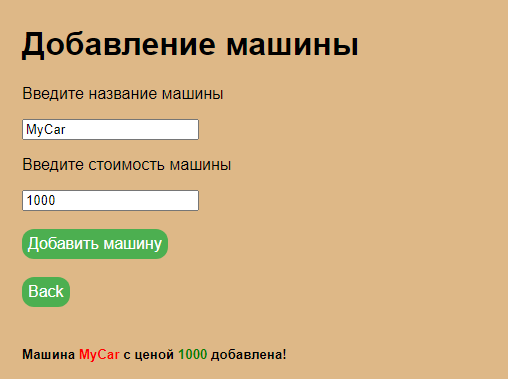 Добавление машины
Введите название машины
MyCar
Введите стоимость машины
1000
Добавить машину
Back
Машина MyCar с ценой 1000 добавлена!